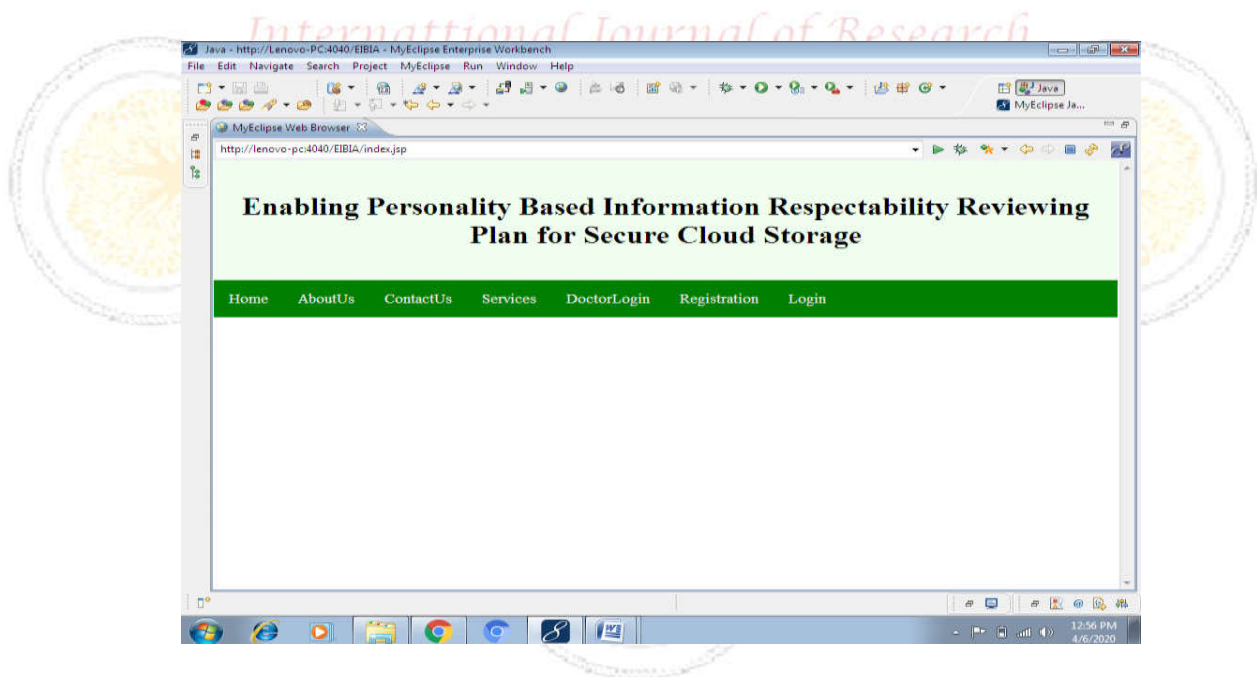 Internattional Journal of Research
Java - http://Lenovo-PC:4040/EIBIA - MyEclipse Enterprise Workbench
File Edit Navigate Search Project MyEclipse Run Window Help
Java
MyEclipse Ja...
MyEclipse Web Browser
http://lenovo-pc:4040/EIBIA/index.jsp
Enabling Personality Based Information Respectability Reviewing
Plan for Secure Cloud Storage
Home AboutUs ContactUs Services DoctorLogin Registration Login
12:56 PM
4/6/2020